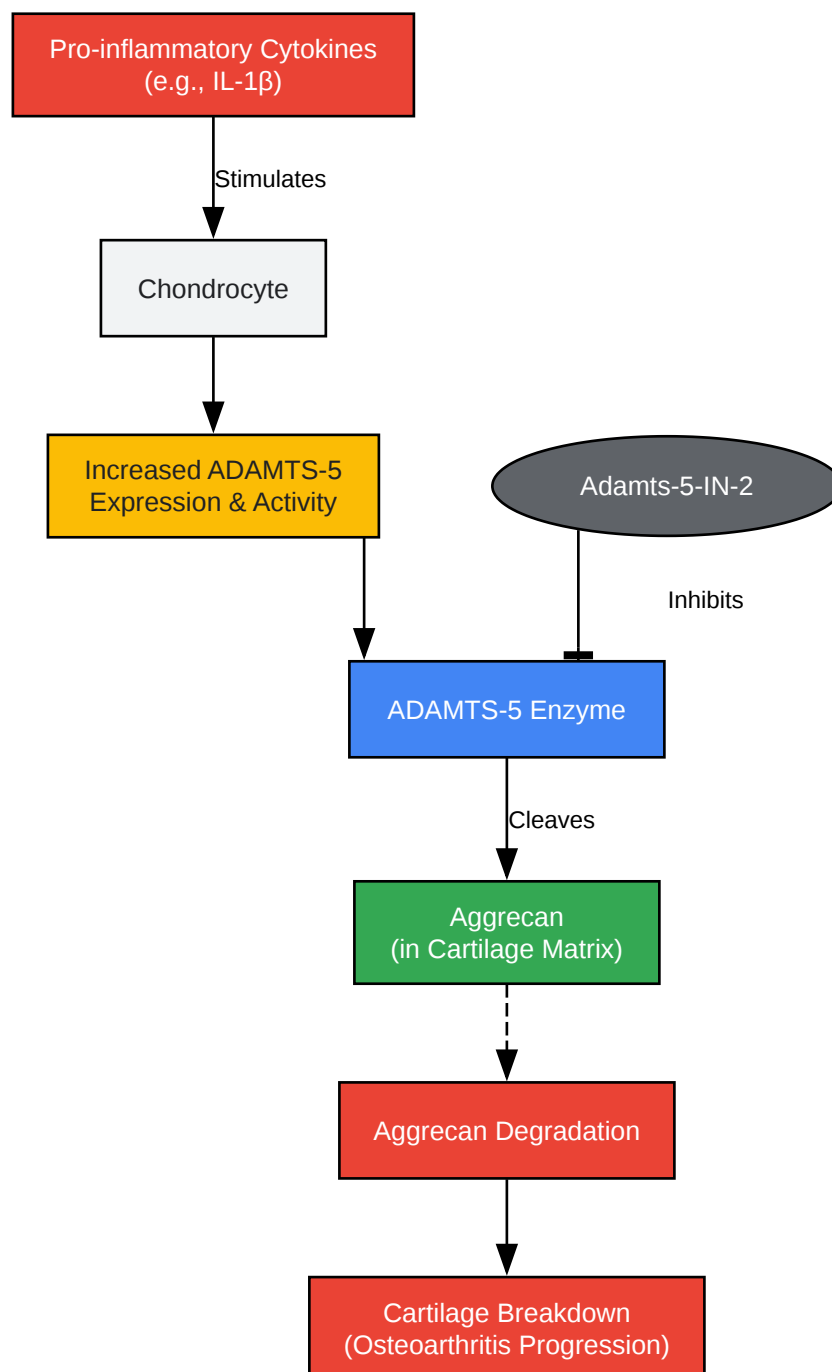 Pro-inflammatory Cytokines
(e.g., IL-1β)
Stimulates
Chondrocyte
Increased ADAMTS-5
Expression & Activity
Adamts-5-IN-2
Inhibits
ADAMTS-5 Enzyme
Cleaves
Aggrecan
(in Cartilage Matrix)
Aggrecan Degradation
Cartilage Breakdown
(Osteoarthritis Progression)